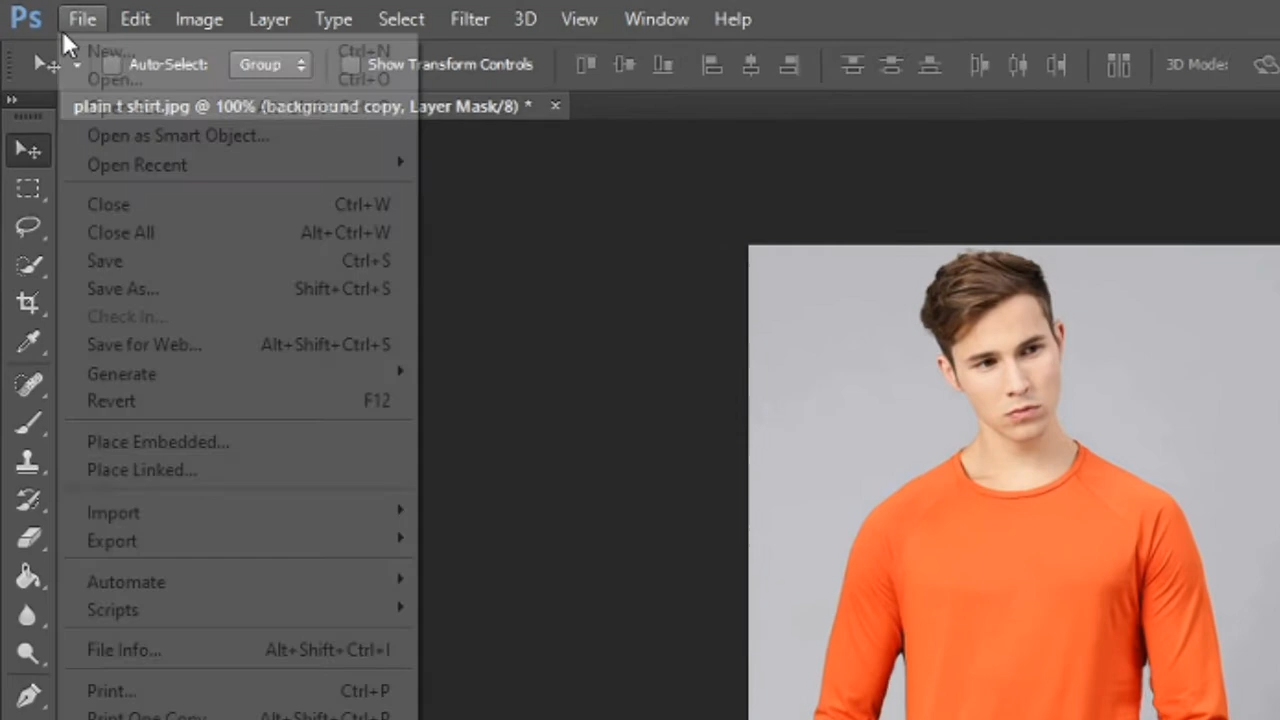 Ps File Edit Image Layer Type Select Filter 3D View Window Help
Auto-Select: Group Show Transform Controls 3D Mode:
plain t shirt.jpg @ 100% (background copy, Layer Mask/8) * ×
New... Ctrl+N
Open... Ctrl+O
Open as Smart Object...
Open Recent
Close Ctrl+W
Close All Alt+Ctrl+W
Save Ctrl+S
Save As... Shift+Ctrl+S
Check In...
Save for Web... Alt+Shift+Ctrl+S
Generate
Revert F12
Place Embedded...
Place Linked...
Import
Export
Automate
Scripts
File Info... Alt+Shift+Ctrl+I
Print... Ctrl+P
Print One Copy Alt+Shift+Ctrl+P